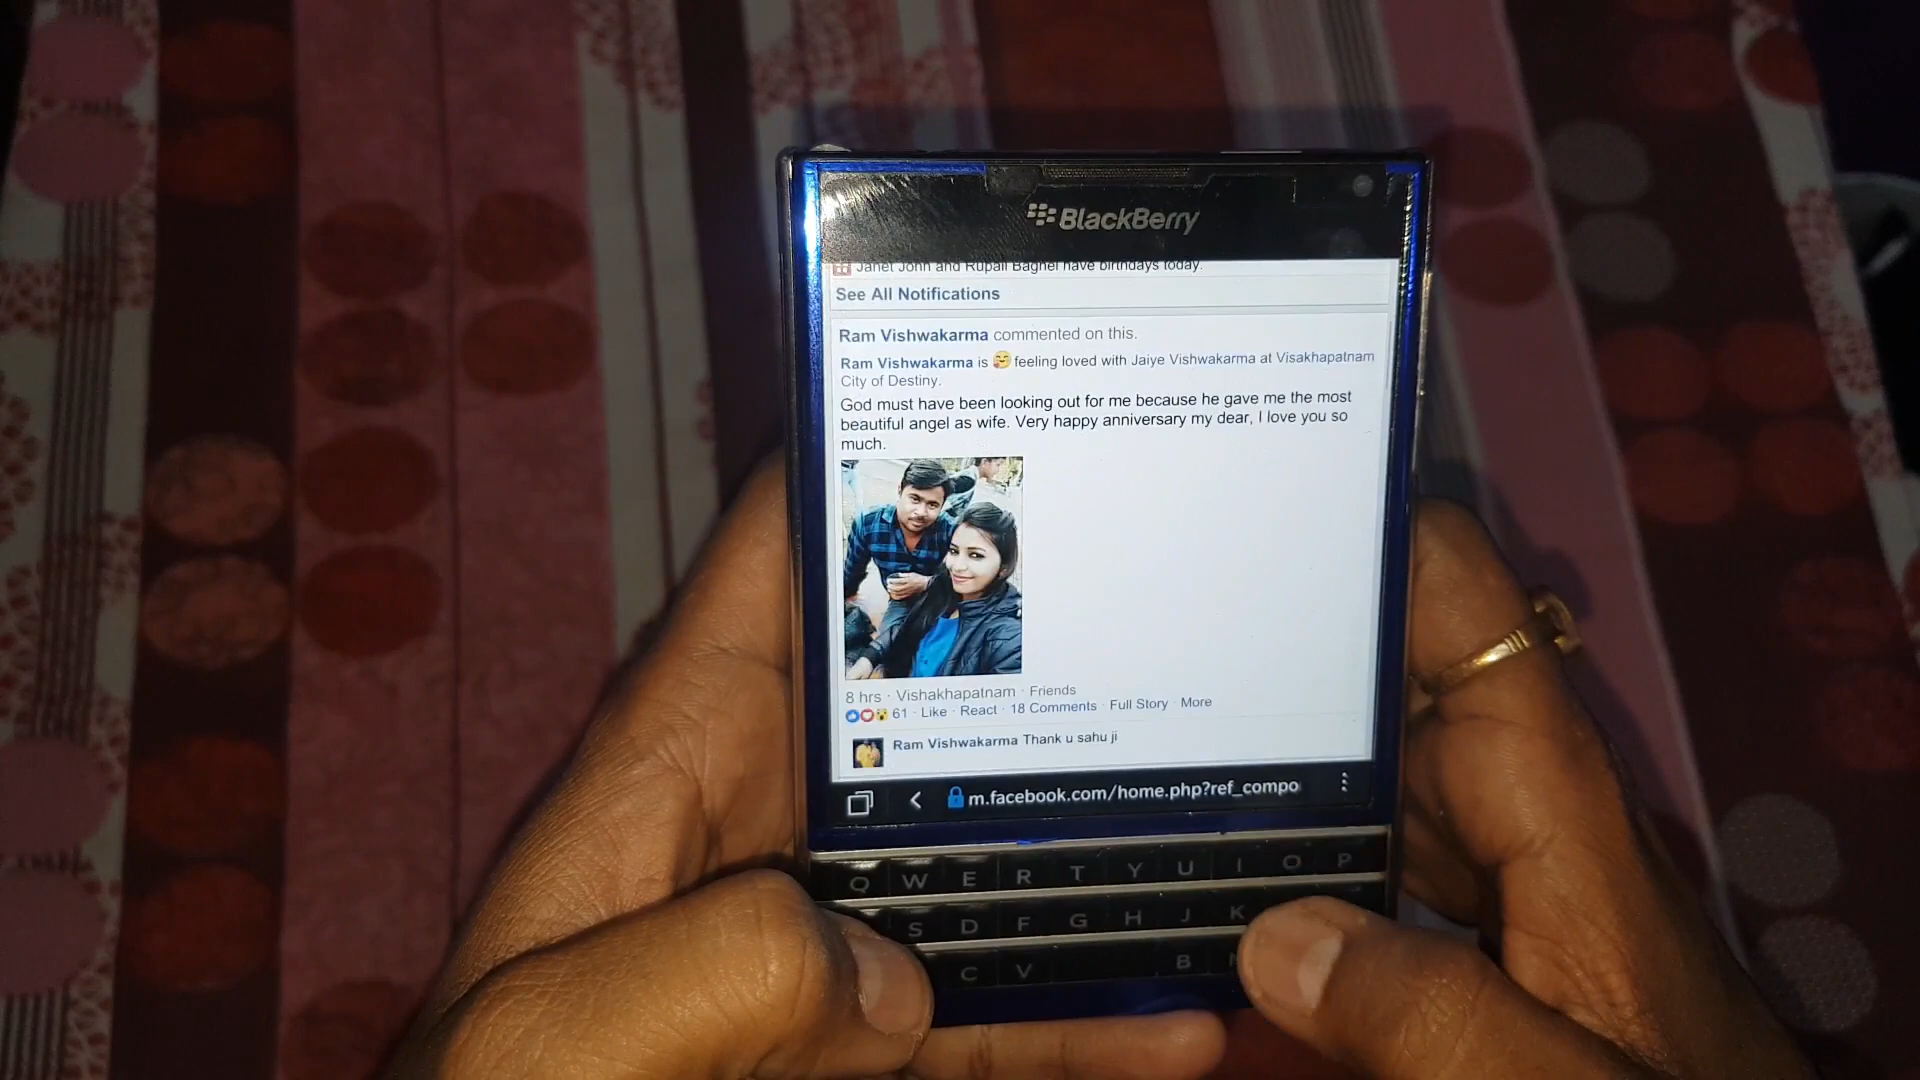 BlackBerry
Janet John and Rupali Baghel have birthdays today.
See All Notifications
Ram Vishwakarma commented on this.
Ram Vishwakarma is feeling loved with Jaiye Vishwakarma at Visakhapatnam
City of Destiny.
God must have been looking out for me because he gave me the most
beautiful angel as wife. Very happy anniversary my dear, I love you so
much.
8 hrs · Vishakhapatnam · Friends
61 · Like · React · 18 Comments · Full Story · More
Ram Vishwakarma Thank u sahu ji
m.facebook.com/home.php?ref_compo
Q W E R T Y U I O P
S D F G H J K
C V B